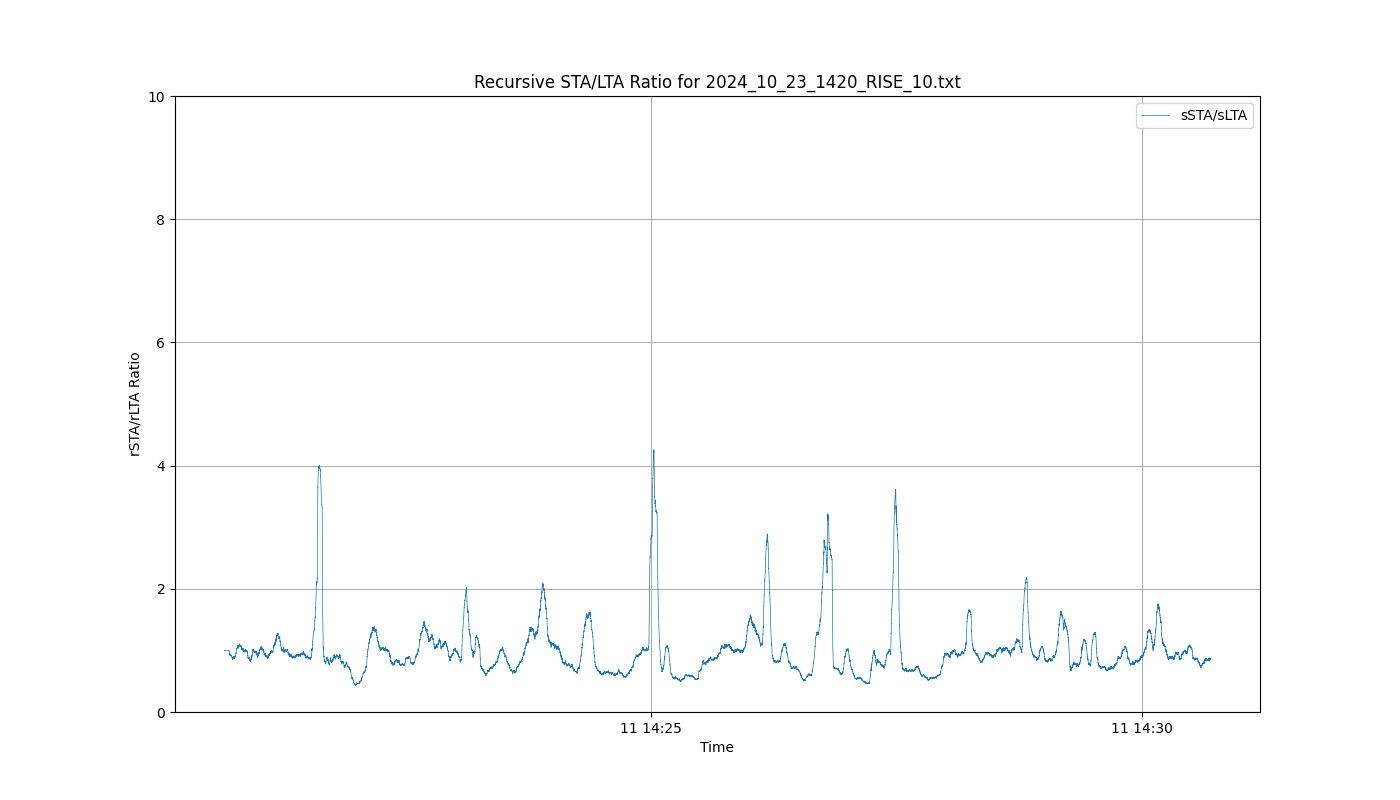 Recursive STA/LTA Ratio for 2024_10_23_1420_RISE_10.txt
sSTA/sLTA
rSTA/rLTA Ratio
10
8
6
4
2
0
11 14:25
11 14:30
Time